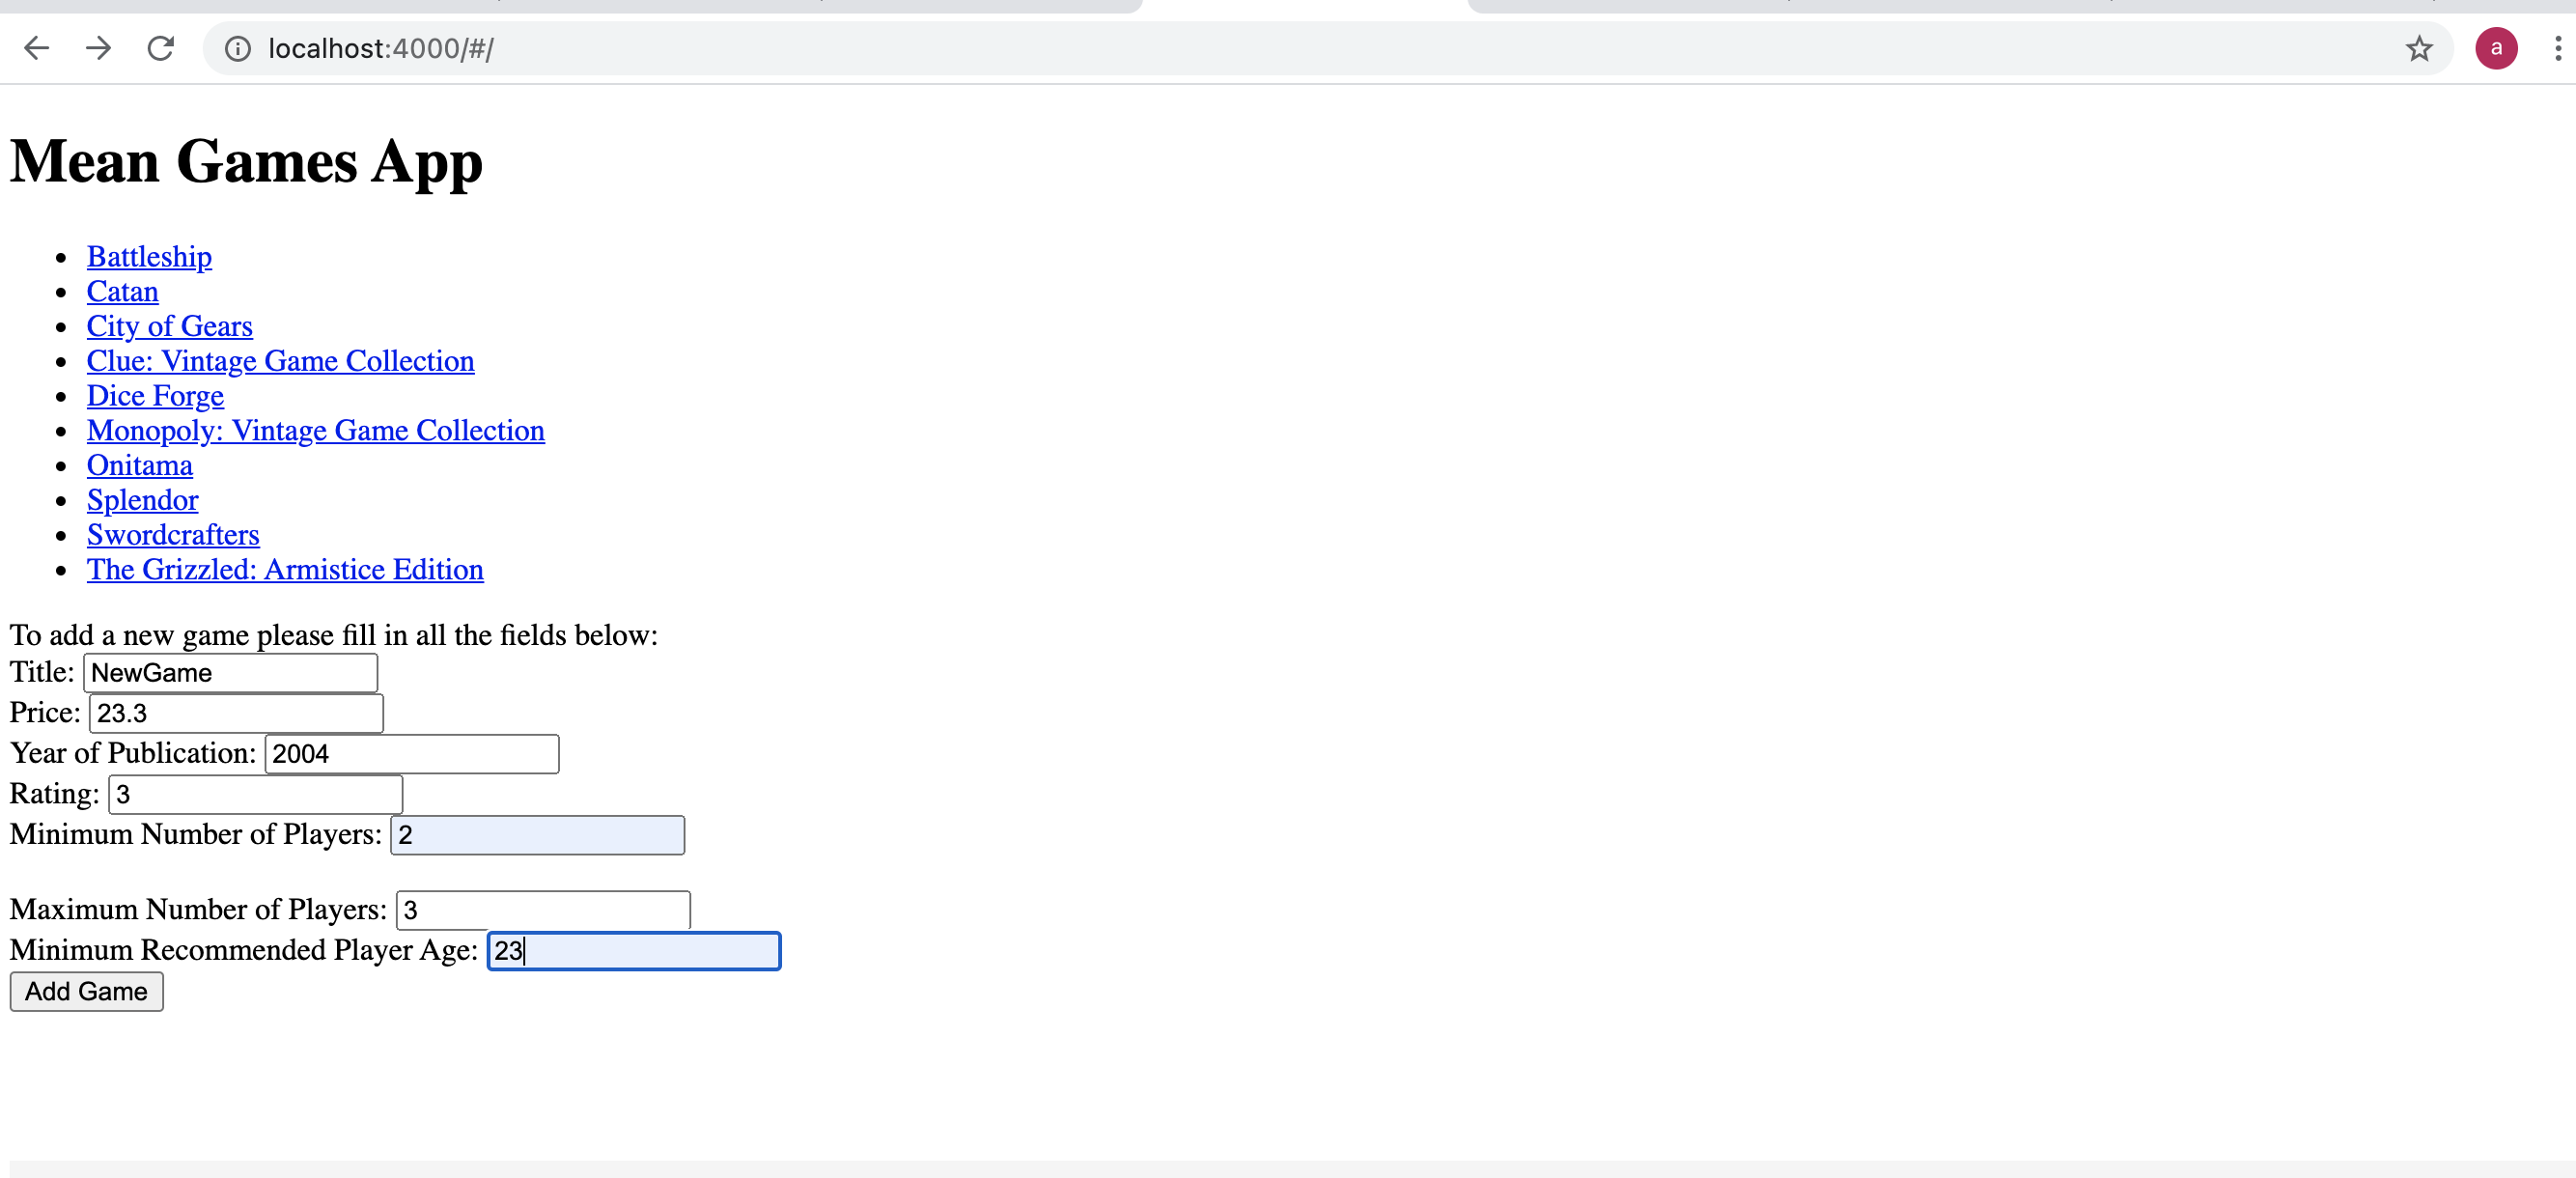 localhost:4000/#/
a
Mean Games App
Battleship
Catan
City of Gears
Clue: Vintage Game Collection
Dice Forge
Monopoly: Vintage Game Collection
Onitama
Splendor
Swordcrafters
The Grizzled: Armistice Edition
To add a new game please fill in all the fields below:
Title: NewGame
Price: 23.3
Year of Publication: 2004
Rating: 3
Minimum Number of Players: 2
Maximum Number of Players: 3
Minimum Recommended Player Age: 23
Add Game